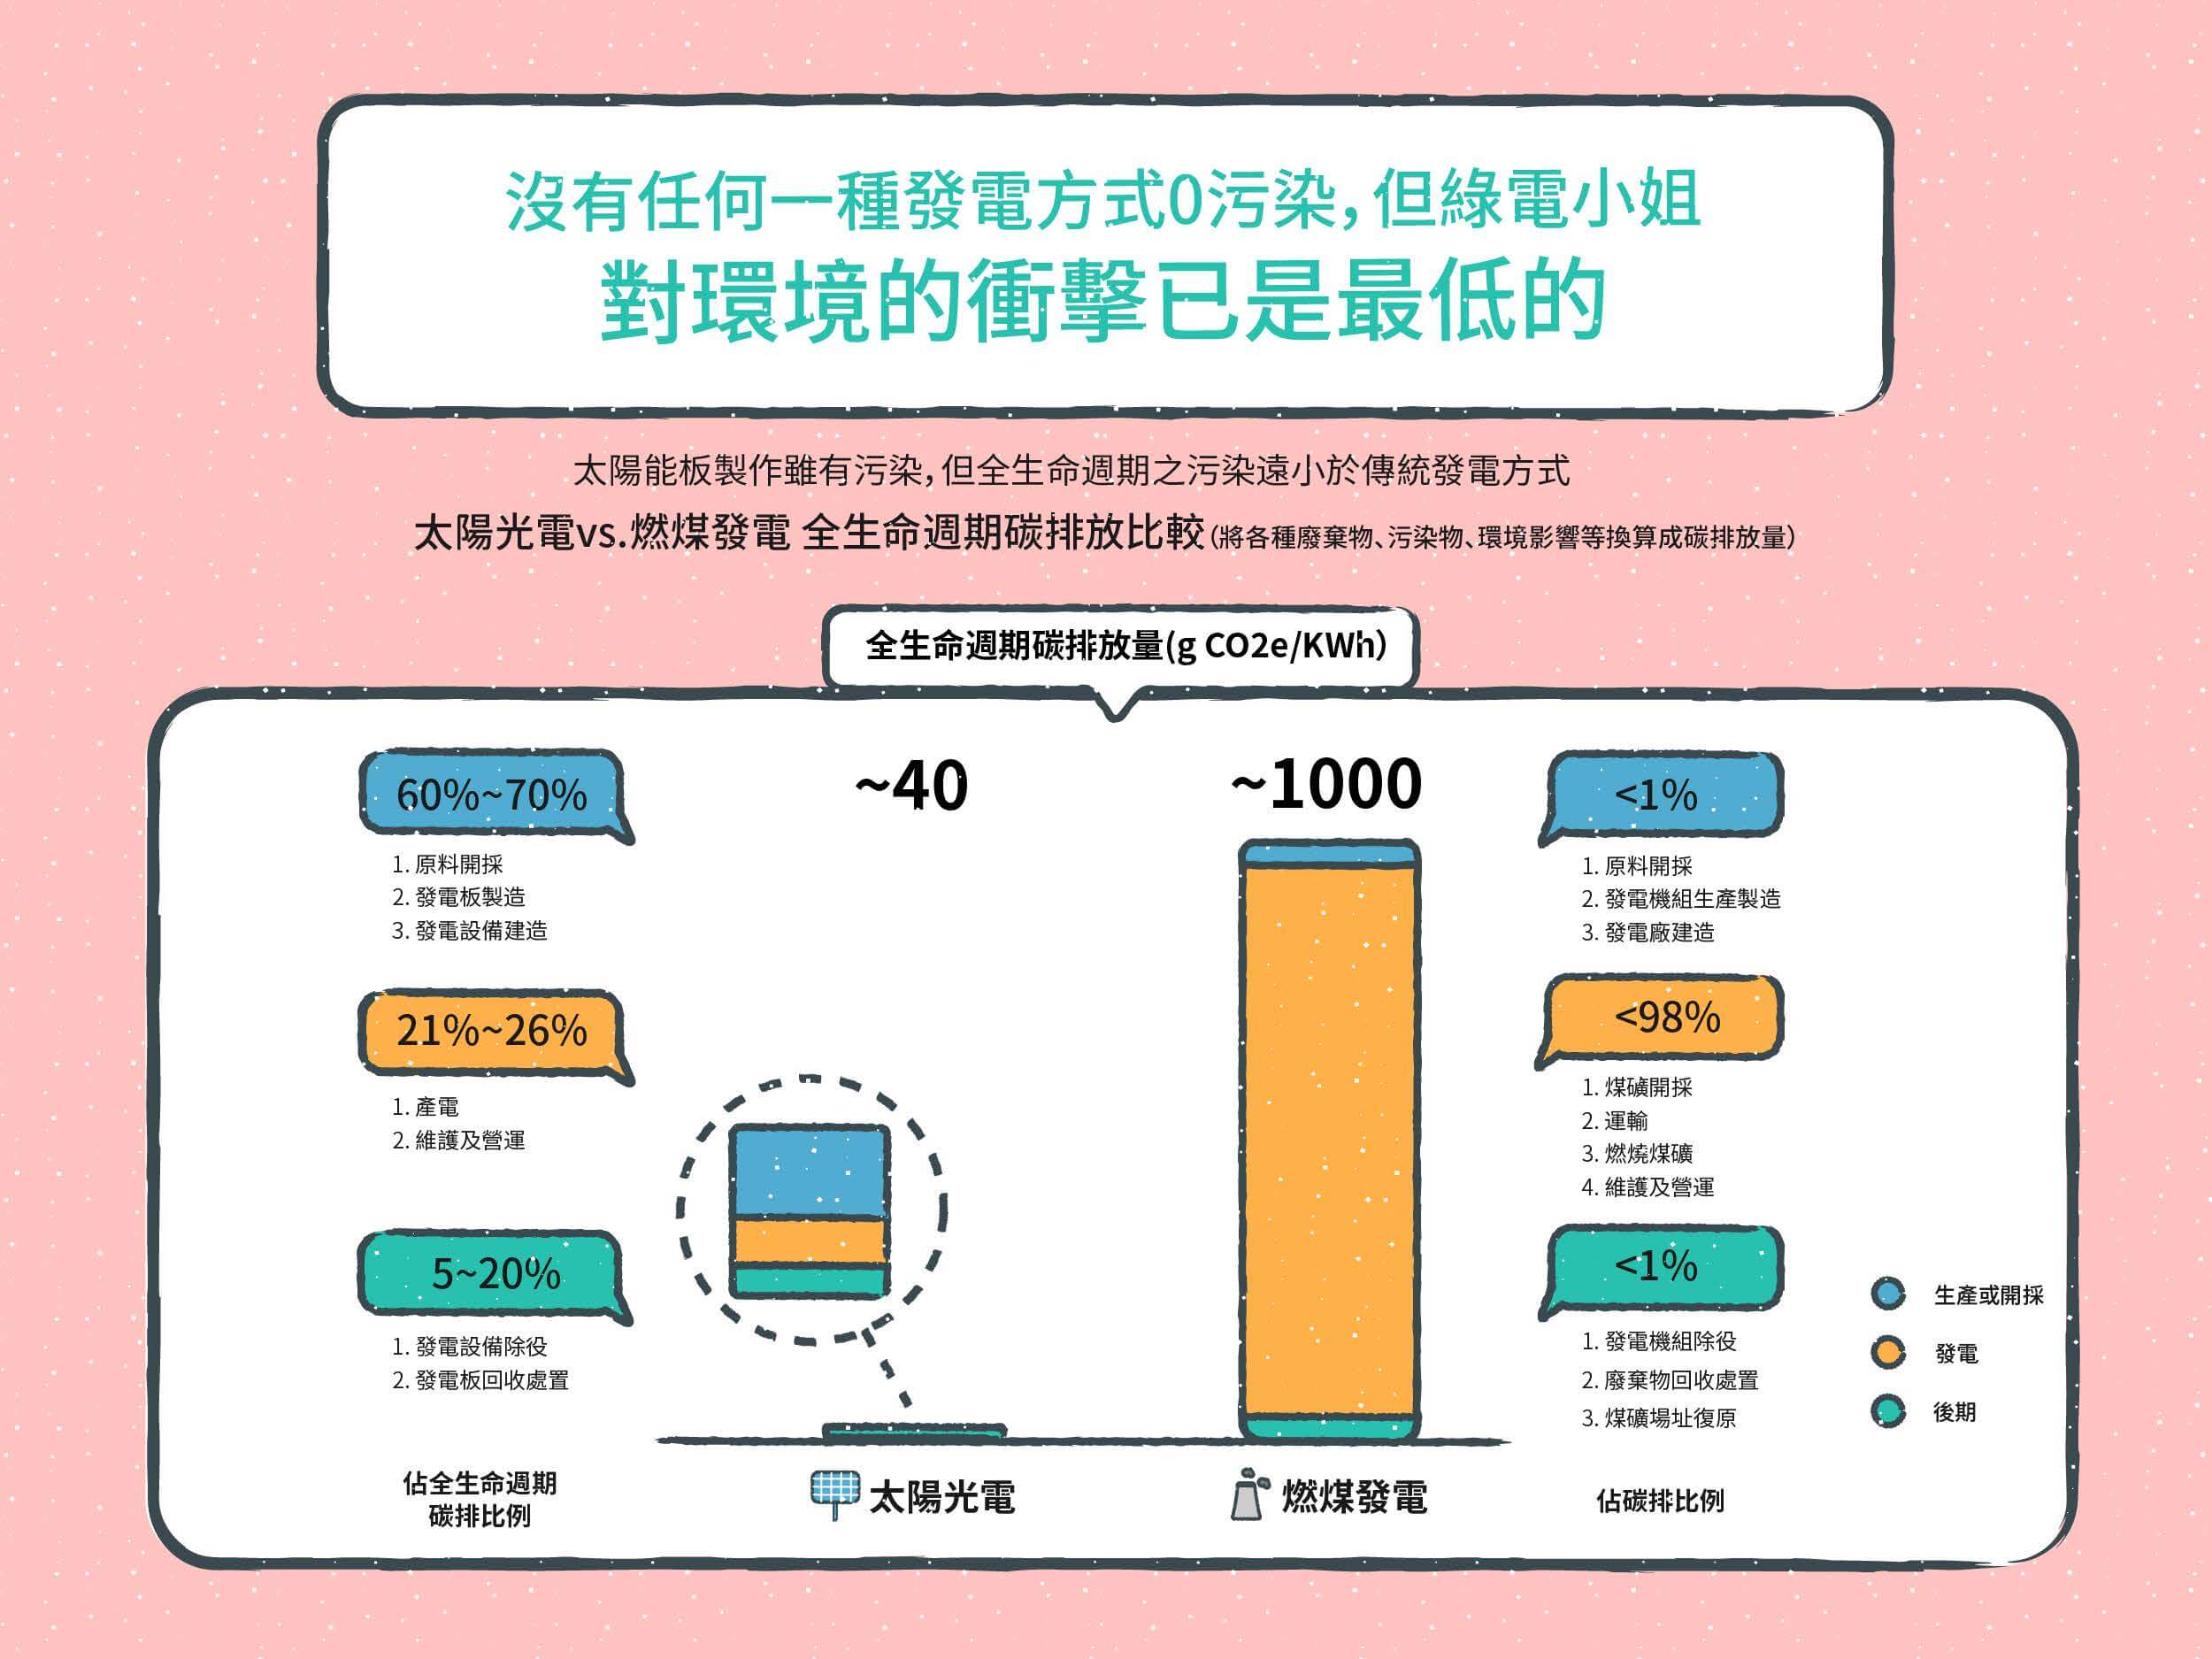 沒有任何一種發電方式0污染,但綠電小姐
對環境的衝擊已是最低的
太陽能板製作雖有污染,但全生命週期之污染遠小於傳統發電方式
太陽光電vs.燃煤發電 全生命週期碳排放比較(將各種廢棄物、污染物、環境影響等換算成碳排放量)
全生命週期碳排放量(g CO2e/KWh)
60%~70%
1. 原料開採
2. 發電板製造
3. 發電設備建造
21%~26%
1. 產電
2. 維護及營運
5~20%
1. 發電設備除役
2. 發電板回收處置
佔全生命週期
碳排比例
~40
太陽光電
~1000
燃煤發電
<1%
1. 原料開採
2. 發電機組生產製造
3. 發電廠建造
<98%
1. 煤礦開採
2. 運輸
3. 燃燒煤礦
4. 維護及營運
<1%
1. 發電機組除役
2. 廢棄物回收處置
3. 煤礦場址復原
佔碳排比例
生產或開採
發電
後期